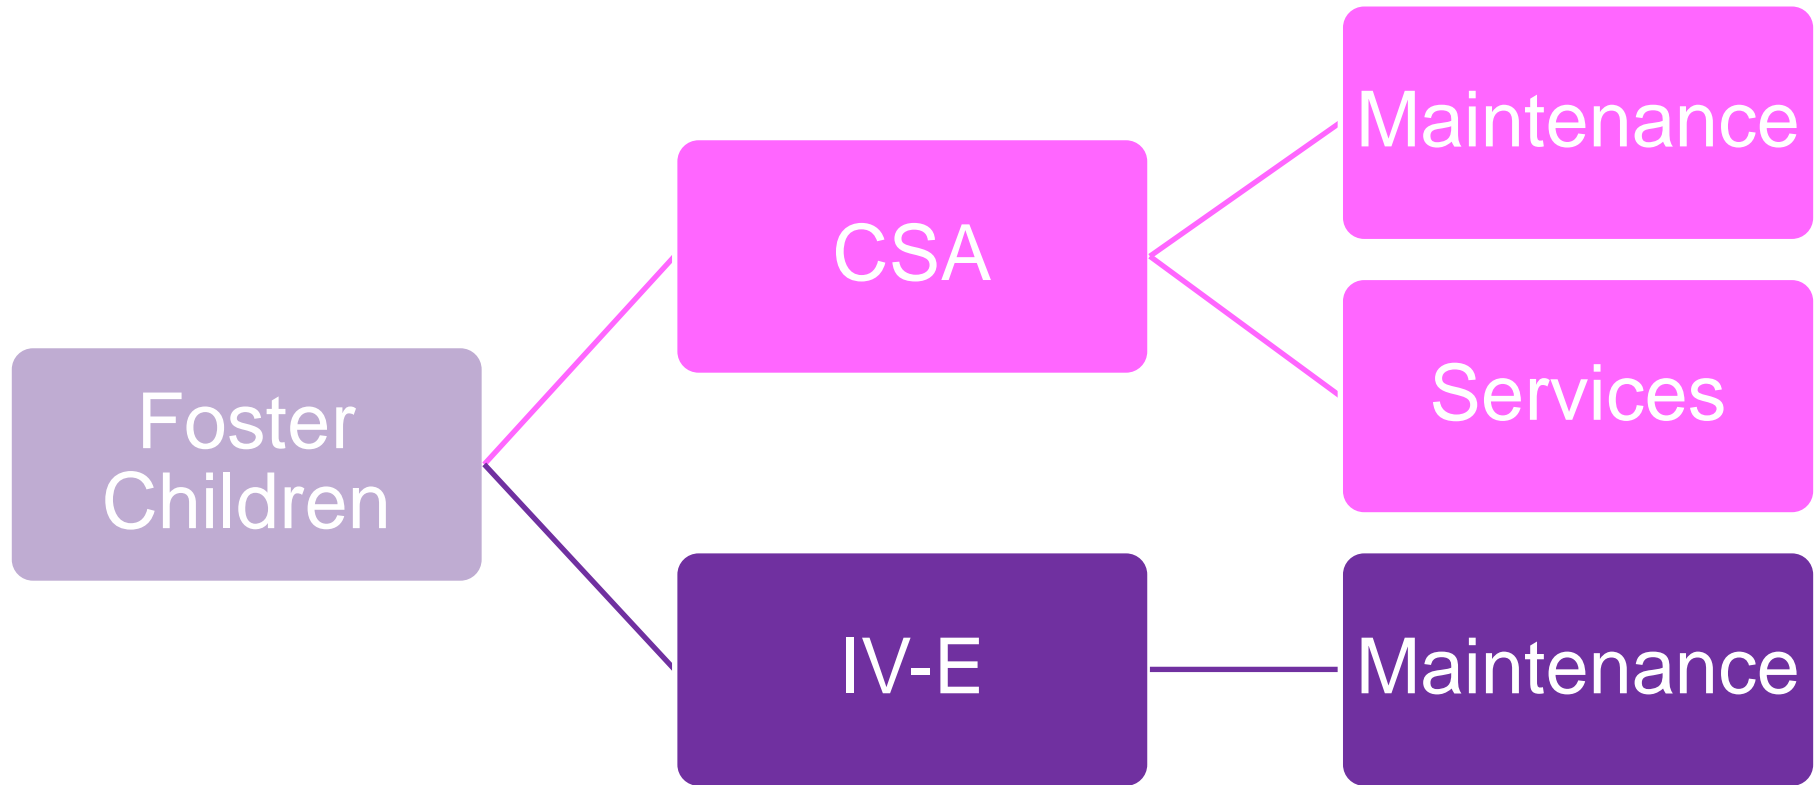 Foster
Children
CSA
Maintenance
Services
IV-E
Maintenance